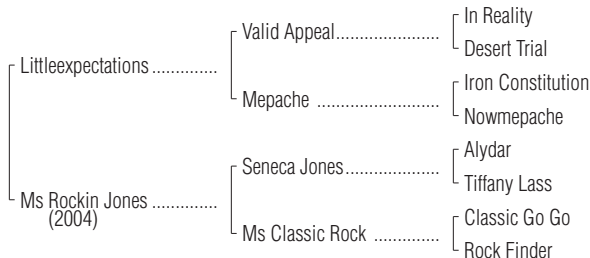 In Reality
Valid Appeal........................
Desert Trial
Littleexpectations ..............
Iron Constitution
Mepache ............................
Nowmepache
Alydar
Seneca Jones......................
Tiffany Lass
Ms Rockin Jones ..............
(2004)
Classic Go Go
Ms Classic Rock ...............
Rock Finder